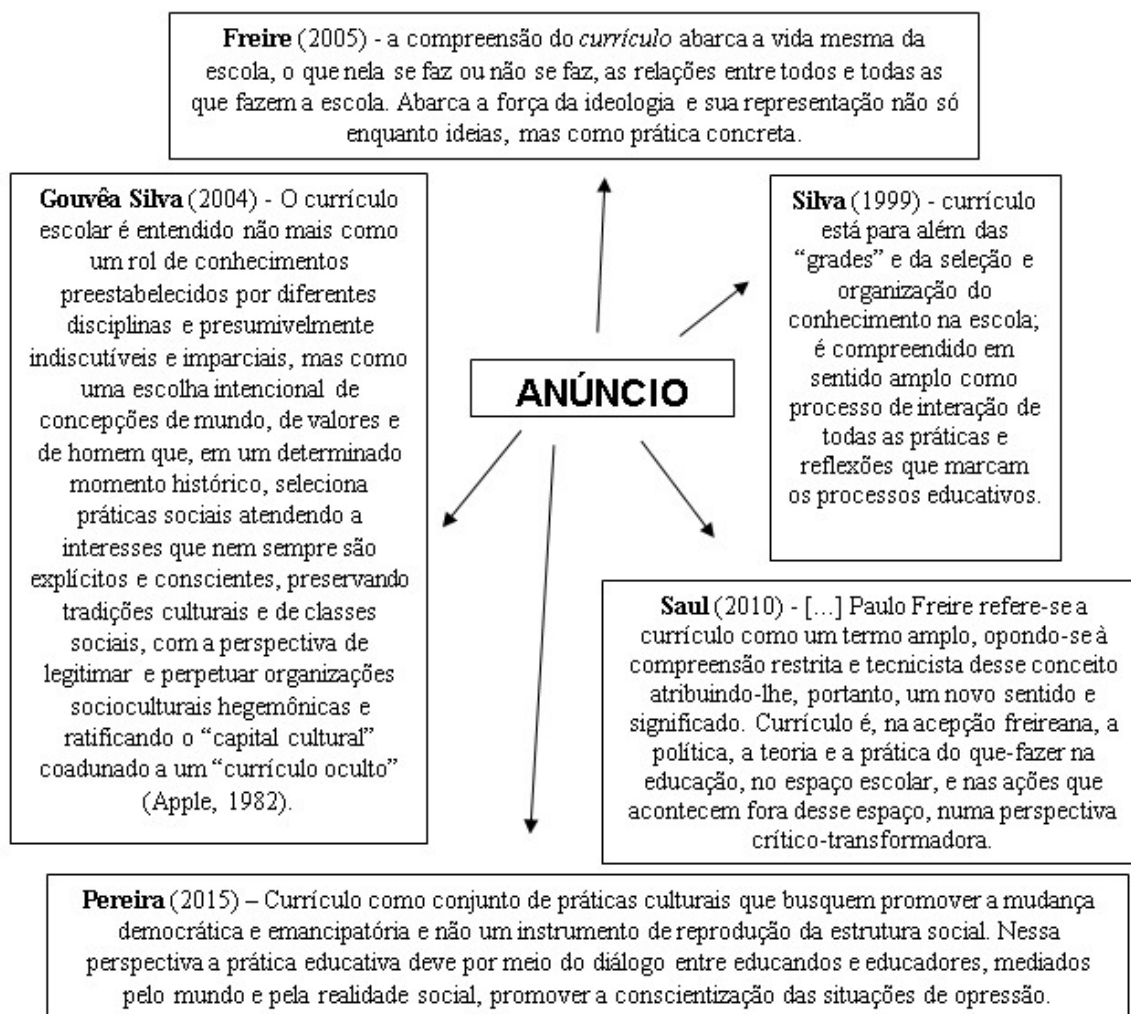 Freire (2005) - a compreensão do currículo abarca a vida mesma da
escola, o que nela se faz ou não se faz, as relações entre todos e todas as
que fazem a escola. Abarca a força da ideologia e sua representação não só
enquanto ideias, mas como prática concreta.
Gouvêa Silva (2004) - O currículo
escolar é entendido não mais como
um rol de conhecimentos
preestabelecidos por diferentes
disciplinas e presumivelmente
indiscutíveis e imparciais, mas como
uma escolha intencional de
concepções de mundo, de valores e
de homem que, em um determinado
momento histórico, seleciona
práticas sociais atendendo a
interesses que nem sempre são
explícitos e conscientes, preservando
tradições culturais e de classes
sociais, com a perspectiva de
legitimar e perpetuar organizações
socioculturais hegemônicas e
ratificando o “capital cultural”
coadunado a um “currículo oculto”
(Apple, 1982).
ANÚNCIO
Silva (1999) - currículo
está para além das
“grades” e da seleção e
organização do
conhecimento na escola;
é compreendido em
sentido amplo como
processo de interação de
todas as práticas e
reflexões que marcam
os processos educativos.
Saul (2010) - [...] Paulo Freire refere-se a
currículo como um termo amplo, opondo-se à
compreensão restrita e tecnicista desse conceito
atribuindo-lhe, portanto, um novo sentido e
significado. Currículo é, na acepção freireana, a
política, a teoria e a prática do que-fazer na
educação, no espaço escolar, e nas ações que
acontecem fora desse espaço, numa perspectiva
crítico-transformadora.
Pereira (2015) – Currículo como conjunto de práticas culturais que busquem promover a mudança
democrática e emancipatória e não um instrumento de reprodução da estrutura social. Nessa
perspectiva a prática educativa deve por meio do diálogo entre educandos e educadores, mediados
pelo mundo e pela realidade social, promover a conscientização das situações de opressão.